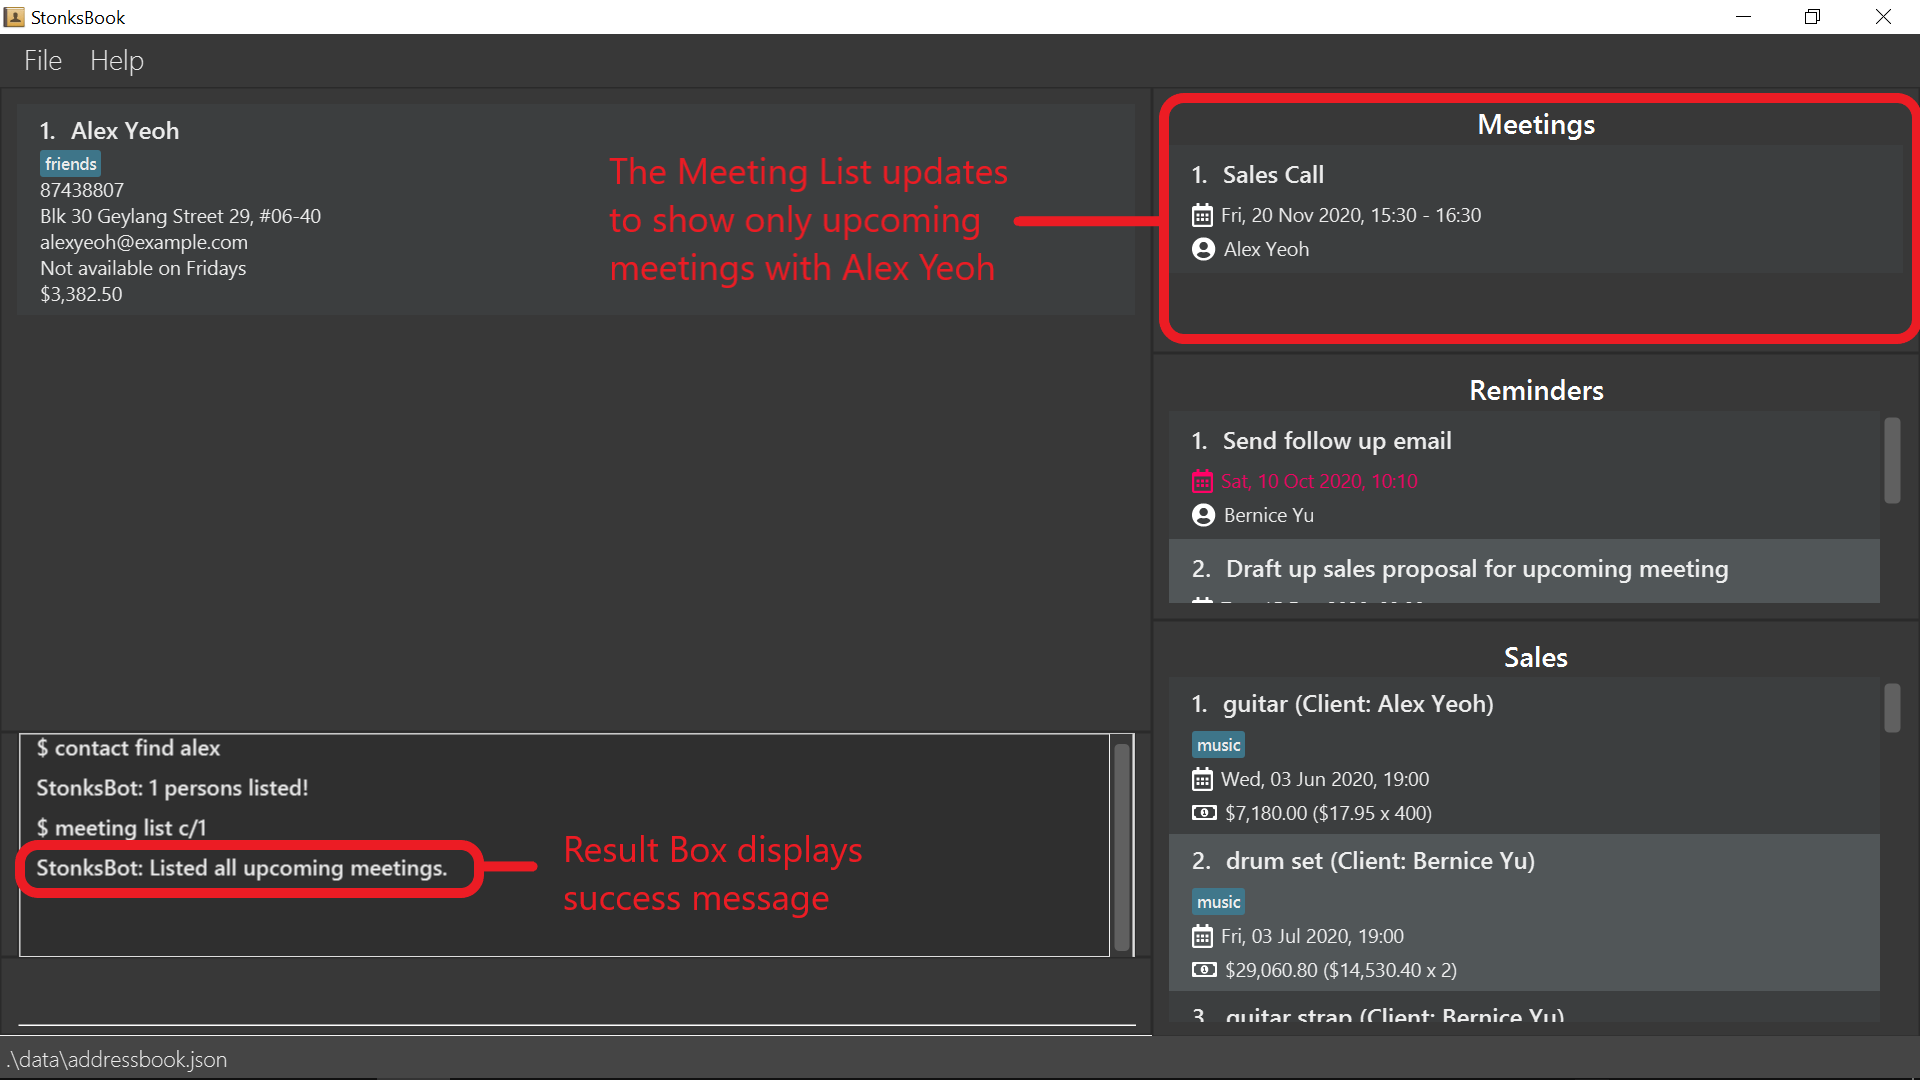 StonksBook
File Help
1. Alex Yeoh
friends
87438807
Blk 30 Geylang Street 29, #06-40
alexyeoh@example.com
Not available on Fridays
$3,382.50
The Meeting List updates
to show only upcoming
meetings with Alex Yeoh
Meetings
1. Sales Call
Fri, 20 Nov 2020, 15:30 - 16:30
Alex Yeoh
Reminders
1. Send follow up email
Sat, 10 Oct 2020, 10:10
Bernice Yu
2. Draft up sales proposal for upcoming meeting
Sales
1. guitar (Client: Alex Yeoh)
music
Wed, 03 Jun 2020, 19:00
$7,180.00 ($17.95 x 400)
2. drum set (Client: Bernice Yu)
music
Fri, 03 Jul 2020, 19:00
$29,060.80 ($14,530.40 x 2)
3. guitar strap (Client: Bernice Yu)
$ contact find alex
StonksBot: 1 persons listed!
$ meeting list c/1
StonksBot: Listed all upcoming meetings.
Result Box displays
success message
.\data\addressbook.json